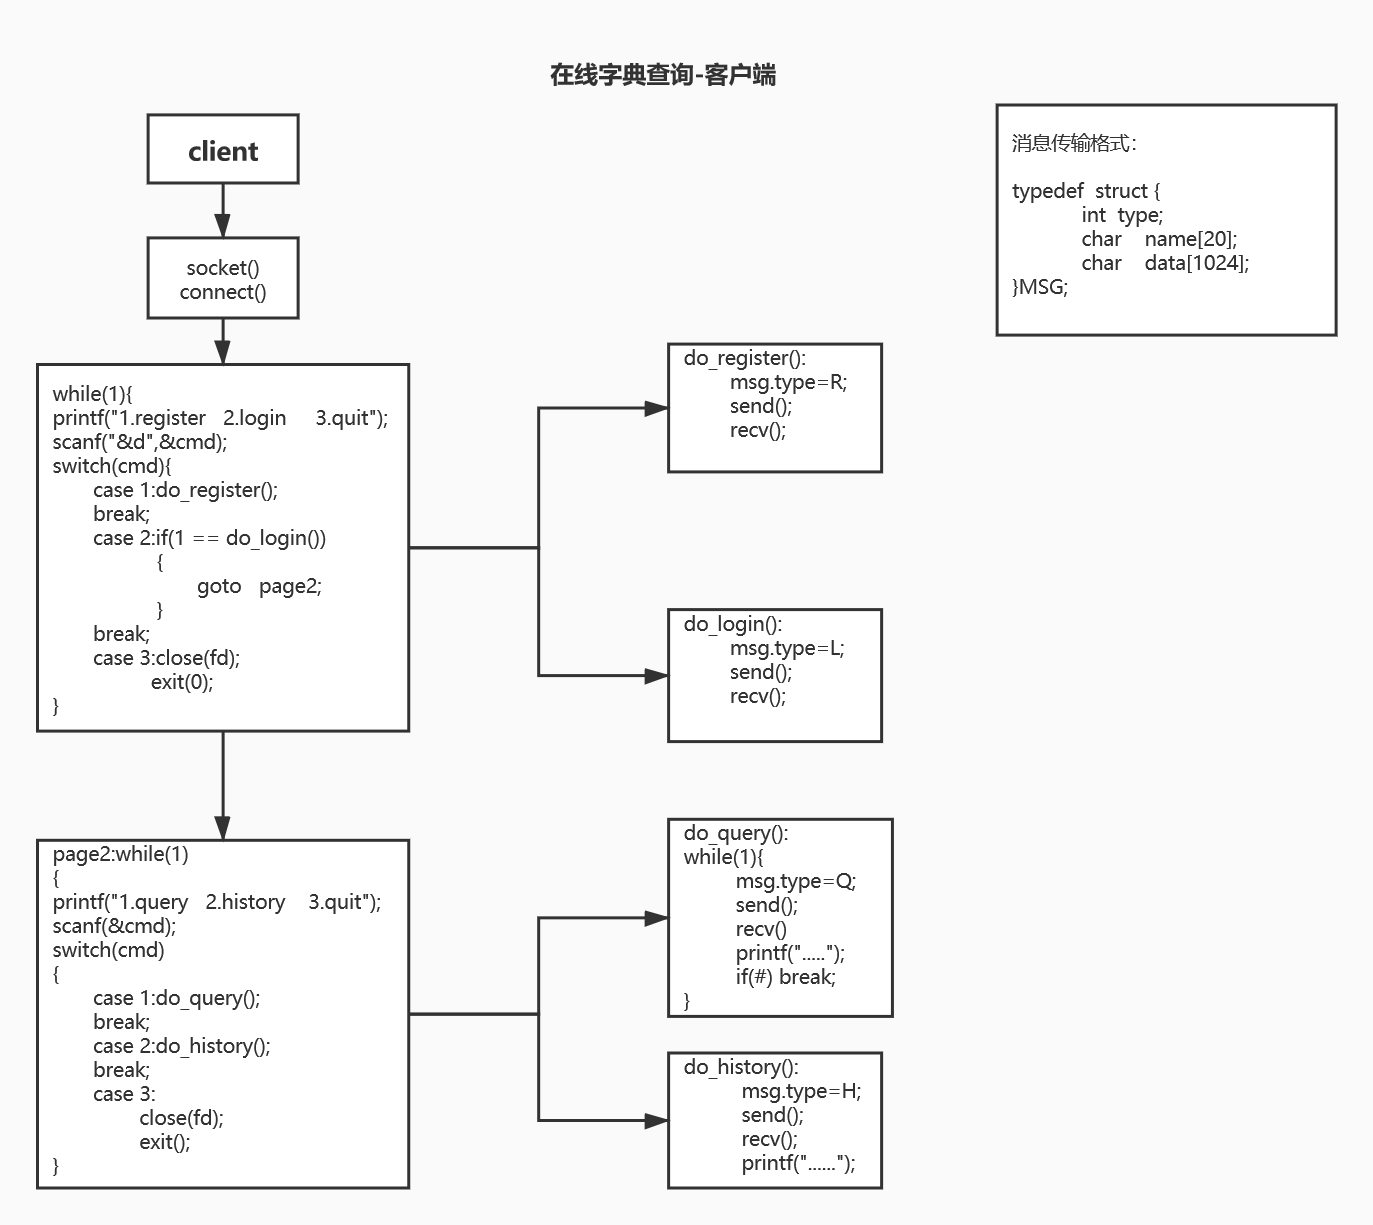 在线字典查询-客户端
client
socket()
connect()
while(1){
printf("1.register   2.login     3.quit");
scanf("&d",&cmd);
switch(cmd){
case 1:do_register();
break;
case 2:if(1 == do_login())
{
goto   page2;
}
break;
case 3:close(fd);
exit(0);
}
page2:while(1)
{
printf("1.query   2.history    3.quit");
scanf(&cmd);
switch(cmd)
{
case 1:do_query();
break;
case 2:do_history();
break;
case 3:
close(fd);
exit();
}
do_register():
msg.type=R;
send();
recv();
do_login():
msg.type=L;
send();
recv();
do_query():
while(1){
msg.type=Q;
send();
recv()
printf(".....");
if(#) break;
}
do_history():
msg.type=H;
send();
recv();
printf("......");
消息传输格式：
typedef  struct {
int  type;
char    name[20];
char    data[1024];
}MSG;